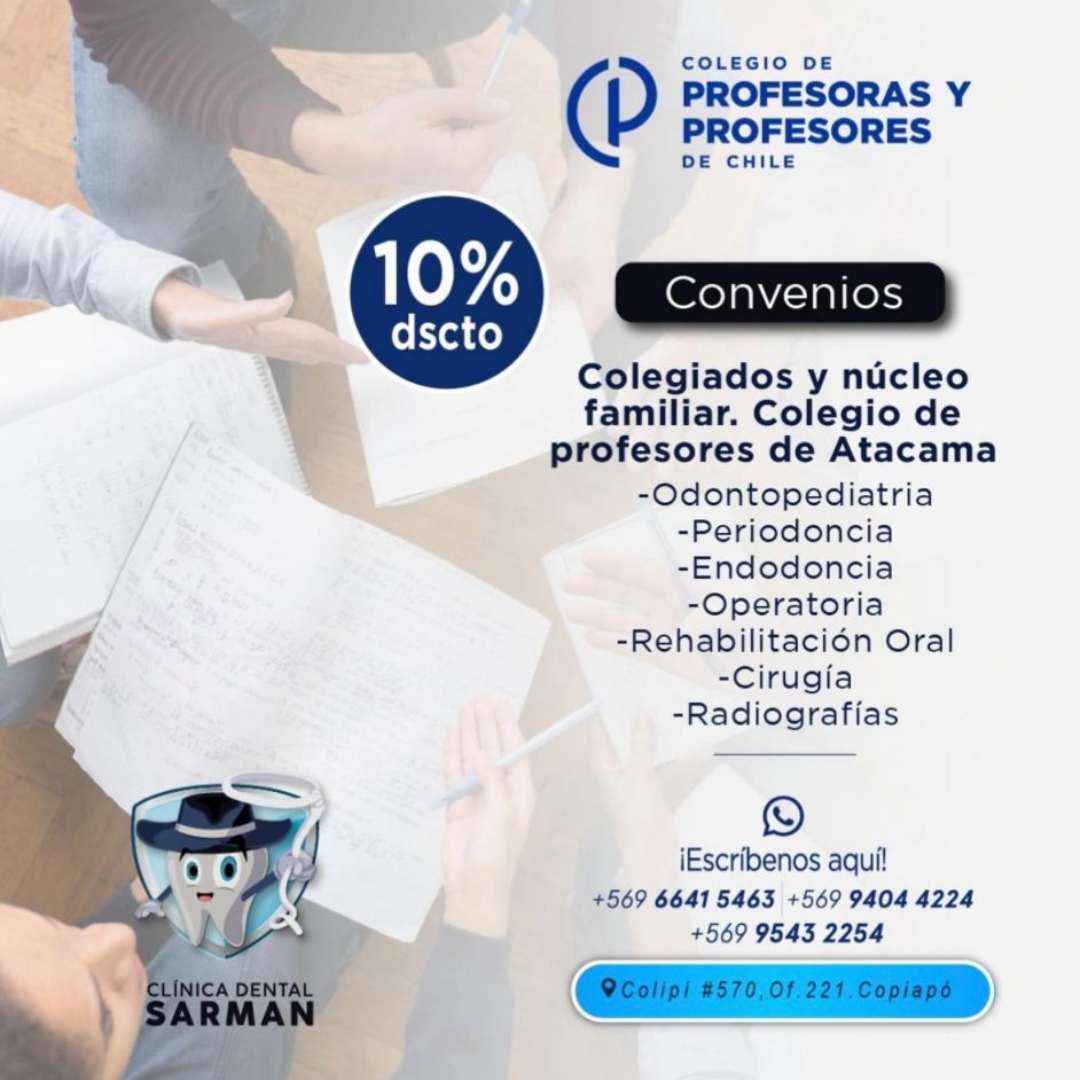 COLEGIO DE
PROFESORAS Y
PROFESORES
DE CHILE
10%
dscto
Convenios
Colegiados y núcleo
familiar. Colegio de
profesores de Atacama
-Odontopediatria
-Periodoncia
-Endodoncia
-Operatoria
-Rehabilitación Oral
-Cirugía
-Radiografías
¡Escríbenos aquí!
+569 6641 5463 | +569 9404 4224
+569 9543 2254
Colipí #570,Of.221.Copiapó
CLÍNICA DENTAL
SARMAN